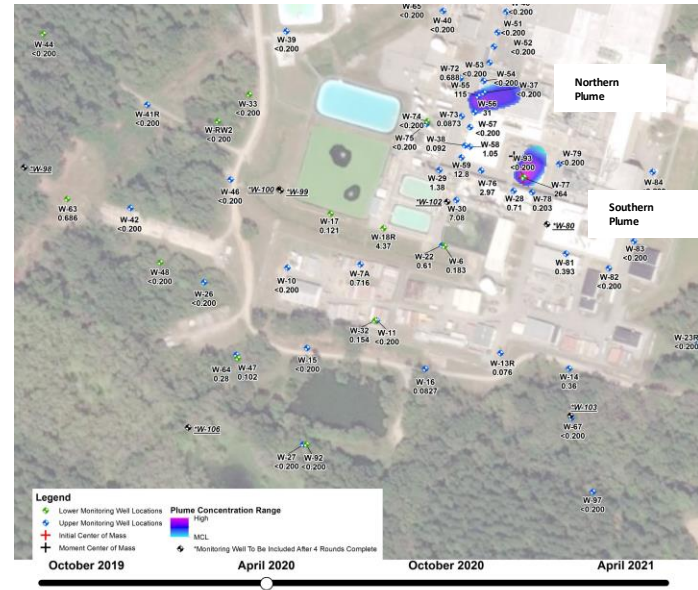 W-65
<0.200
W-40
<0.200
<0.200
W-51
<0.200
W-44
<0.200
W-39
<0.200
W-52
<0.200
W-72
0.688
W-53
<0.200
W-54
<0.200
W-37
<0.200
W-55
115
Northern
Plume
W-33
<0.200
W-41R
<0.200
W-RW2
<0.200
W-74
<0.200
W-73
0.0873
W-56
31
W-57
<0.200
W-75
<0.200
W-38
0.092
W-58
1.05
W-93
<0.200
W-79
<0.200
*W-98
W-59
12.8
W-29
1.38
W-76
2.97
W-77
264
W-84
W-46
<0.200
*W-100
*W-99
W-63
0.686
W-42
<0.200
*W-102
W-30
7.08
W-28
0.71
W-78
0.203
Southern
Plume
W-17
0.121
W-18R
4.37
*W-80
W-22
0.61
W-6
0.183
W-83
<0.200
W-81
0.393
W-82
<0.200
W-48
<0.200
W-26
<0.200
W-10
<0.200
W-7A
0.716
W-32
0.154
W-11
<0.200
W-23R
<0.200
W-64
0.28
W-47
0.102
W-15
<0.200
W-16
0.0827
W-13R
0.076
W-14
0.36
*W-103
W-67
<0.200
*W-106
W-27
<0.200
W-92
<0.200
W-97
<0.200
Legend
Lower Monitoring Well Locations
Upper Monitoring Well Locations
Initial Center of Mass
Moment Center of Mass
Plume Concentration Range
High
MCL
*Monitoring Well To Be Included After 4 Rounds Complete
October 2019 April 2020 October 2020 April 2021